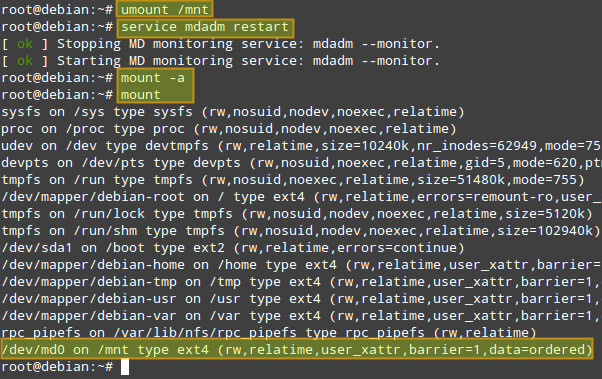 root@debian:~# umount /mnt
root@debian:~# service mdadm restart
[ ok ] Stopping MD monitoring service: mdadm --monitor.
[ ok ] Starting MD monitoring service: mdadm --monitor.
root@debian:~# mount -a
root@debian:~# mount
sysfs on /sys type sysfs (rw,nosuid,nodev,noexec,relatime)
proc on /proc type proc (rw,nosuid,nodev,noexec,relatime)
udev on /dev type devtmpfs (rw,relatime,size=10240k,nr_inodes=62949,mode=75
devpts on /dev/pts type devpts (rw,nosuid,noexec,relatime,gid=5,mode=620,pt
tmpfs on /run type tmpfs (rw,nosuid,noexec,relatime,size=51480k,mode=755)
/dev/mapper/debian-root on / type ext4 (rw,relatime,errors=remount-ro,user_
tmpfs on /run/lock type tmpfs (rw,nosuid,nodev,noexec,relatime,size=5120k)
tmpfs on /run/shm type tmpfs (rw,nosuid,nodev,noexec,relatime,size=102940k)
/dev/sda1 on /boot type ext2 (rw,relatime,errors=continue)
/dev/mapper/debian-home on /home type ext4 (rw,relatime,user_xattr,barrier=
/dev/mapper/debian-tmp on /tmp type ext4 (rw,relatime,user_xattr,barrier=1,
/dev/mapper/debian-usr on /usr type ext4 (rw,relatime,user_xattr,barrier=1,
/dev/mapper/debian-var on /var type ext4 (rw,relatime,user_xattr,barrier=1,
rpc_pipefs on /var/lib/nfs/rpc_pipefs type rpc_pipefs (rw,relatime)
/dev/md0 on /mnt type ext4 (rw,relatime,user_xattr,barrier=1,data=ordered)
root@debian:~#